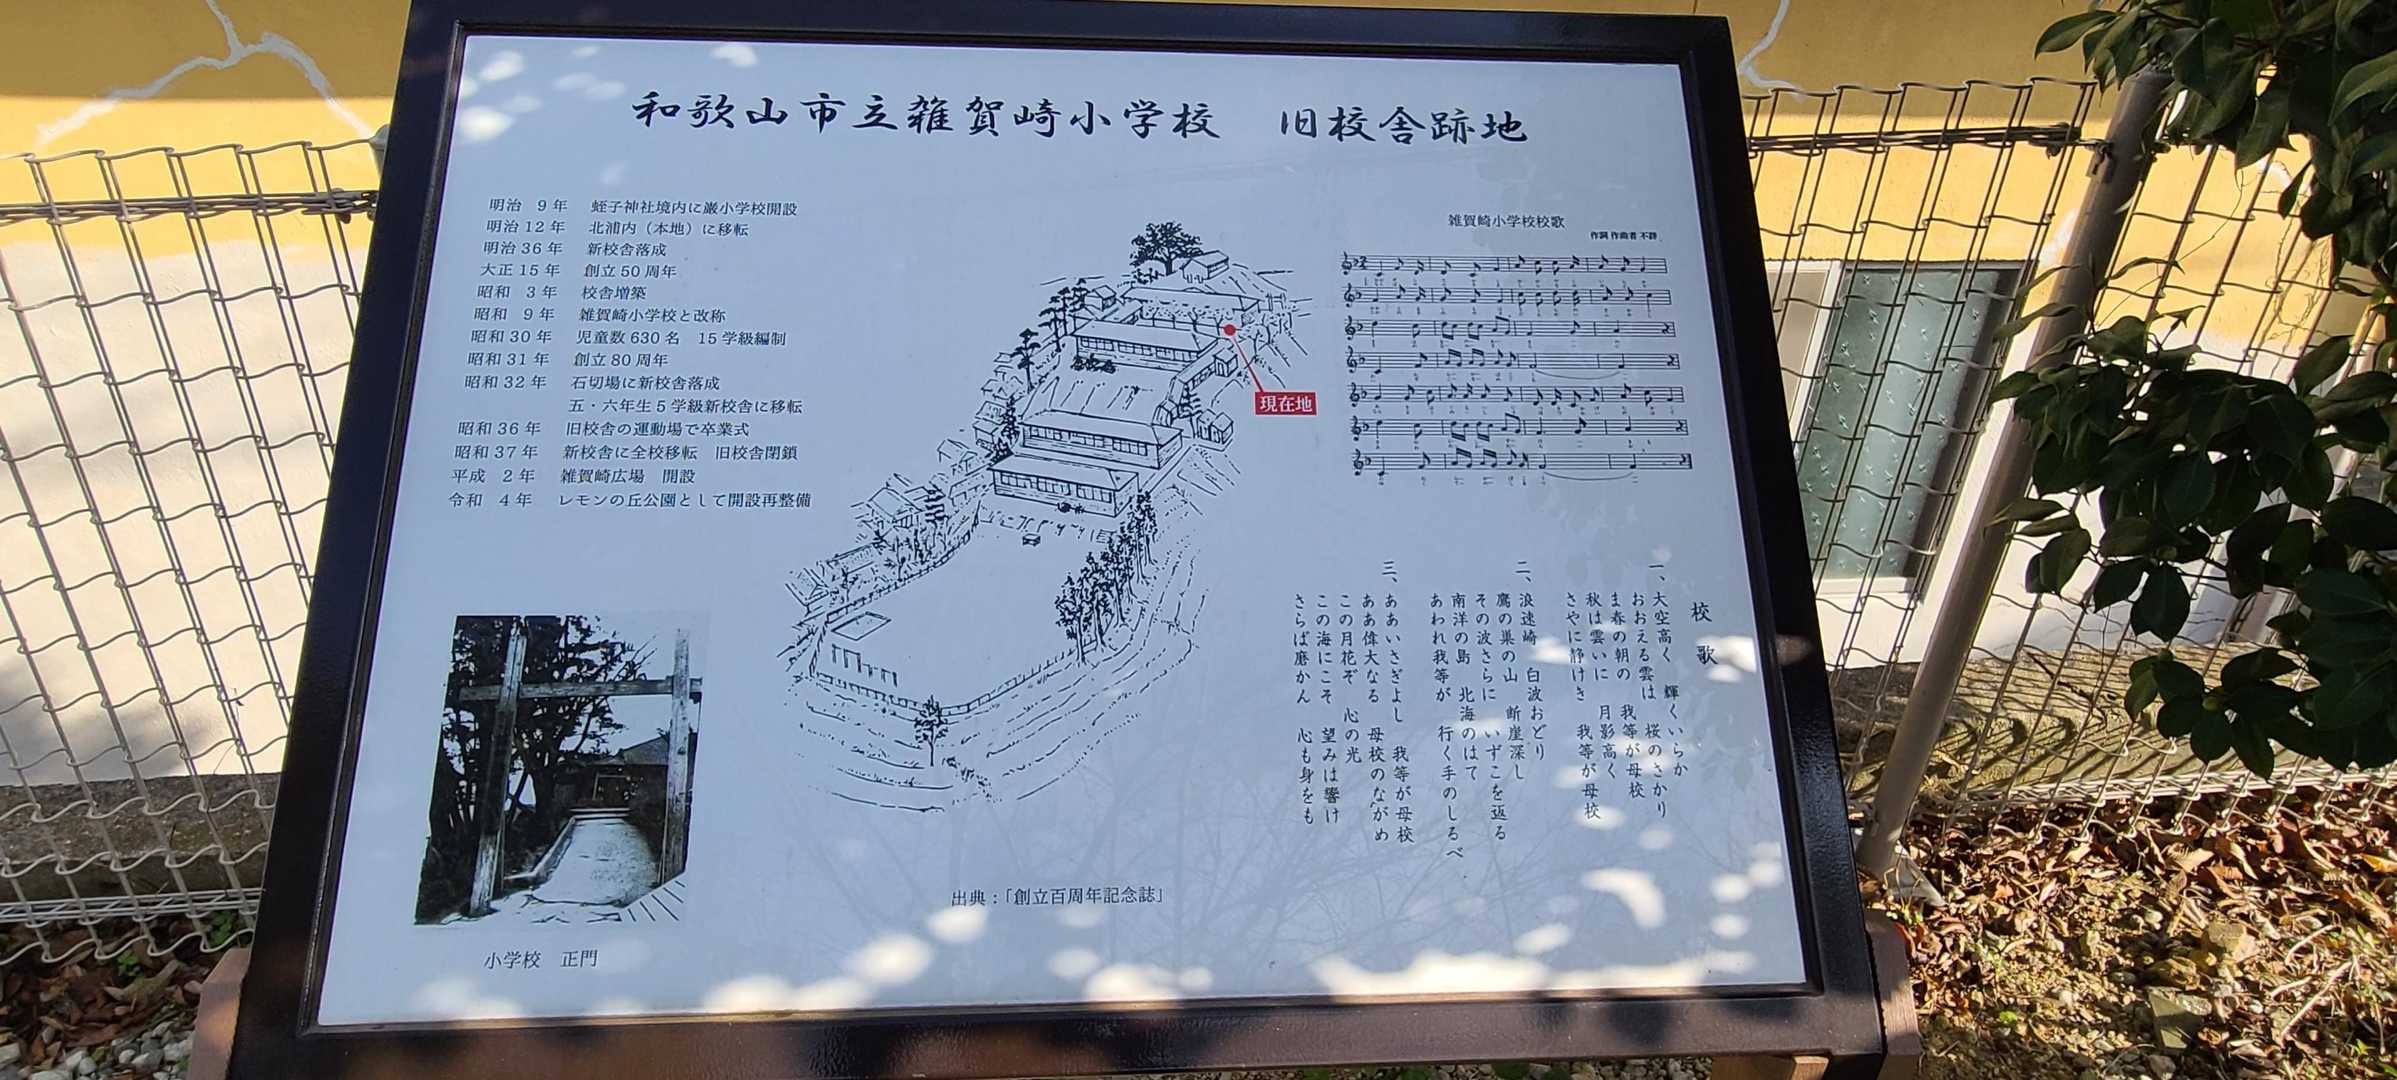 和歌山市立雑賀崎小学校　旧校舎跡地
明治　9年　蛭子神社境内に巌小学校開設
明治12年　北浦内（本地）に移転
明治36年　新校舎落成
大正15年　創立50周年
昭和　3年　校舎増築
昭和　9年　雑賀崎小学校と改称
昭和30年　児童数630名　15学級編制
昭和31年　創立80周年
昭和32年　石切場に新校舎落成
五・六年生5学級新校舎に移転
昭和36年　旧校舎の運動場で卒業式
昭和37年　新校舎に全校移転　旧校舎閉鎖
平成　2年　雑賀崎広場　開設
令和　4年　レモンの丘公園として開設再整備
小学校　正門
現在地
出典：「創立百周年記念誌」
雑賀崎小学校校歌
作詞 作曲者 不詳
校歌
一、大空高く　輝くいらか
おおえる雲は　桜のさかり
ま春の朝の　我等が母校
秋は雲いに　月影高く
さやに静けき　我等が母校
二、浪速崎　白波おどり
鷹の巣の山　断崖深し
その波さらに　いずこを巡る
南洋の島　北海のはて
あわれ我等が　行く手のしるべ
三、ああいさぎよし　我等が母校
ああ偉大なる　母校のながめ
この月花ぞ　心の光
この海にこそ　望みは響け
さらば磨かん　心も身をも